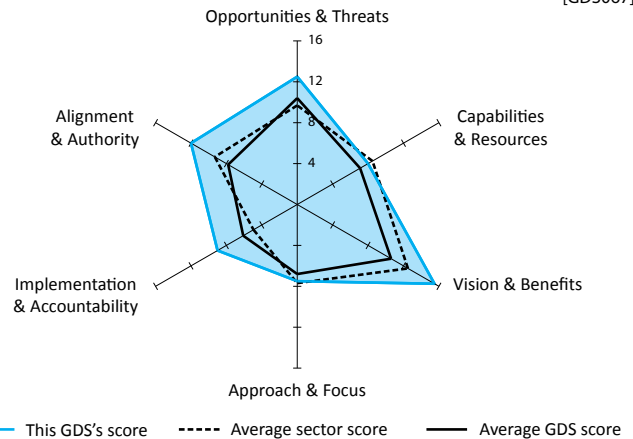 Opportunities & Threats
16
12
8
4
Alignment
& Authority
Capabilities
& Resources
Implementation
& Accountability
Vision & Benefits
Approach & Focus
This GDS's score
Average sector score
Average GDS score